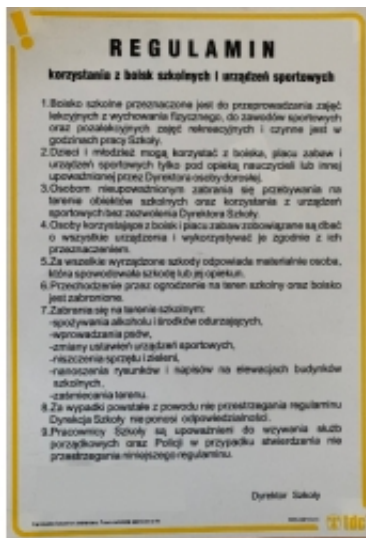 REGULAMIN
korzystania z boisk szkolnych i urządzeń sportowych
1. Boisko szkolne przeznaczone jest do przeprowadzania zajęć
lekcyjnych z wychowania fizycznego, do zawodów sportowych
oraz pozalekcyjnych zajęć rekreacyjnych i czynne jest w
godzinach pracy Szkoły.
2. Dzieci i młodzież mogą korzystać z boiska, placu zabaw i
urządzeń sportowych tylko pod opieką nauczycieli lub innej
upoważnionej przez Dyrektora osoby dorosłej.
3. Osobom nieupoważnionym zabrania się przebywania na
terenie obiektów szkolnych oraz korzystania z urządzeń
sportowych bez zezwolenia Dyrektora Szkoły.
4. Osoby korzystające z boisk i placu zabaw zobowiązane są dbać
o wszystkie urządzenia i wykorzystywać je zgodnie z ich
przeznaczeniem.
5. Za wszelkie wyrządzone szkody odpowiada materialnie osoba,
która spowodowała szkodę lub jej opiekun.
6. Przechodzenie przez ogrodzenie na teren szkolny oraz boisko
jest zabronione.
7. Zabrania się na terenie szkolnym:
-spożywania alkoholu i środków odurzających,
-wprowadzania psów,
-zmiany ustawień urządzeń sportowych,
-niszczenia sprzętu i zieleni,
-nanoszenia rysunków i napisów na elewacjach budynków
szkolnych,
-zaśmiecania terenu.
8. Za wypadki powstałe z powodu nie przestrzegania regulaminu
Dyrekcja Szkoły nie ponosi odpowiedzialności.
9. Pracownicy Szkoły są upoważnieni do wzywania służb
porządkowych oraz Policji w przypadku stwierdzenia nie
przestrzegania niniejszego regulaminu.
Dyrektor Szkoły
tdc